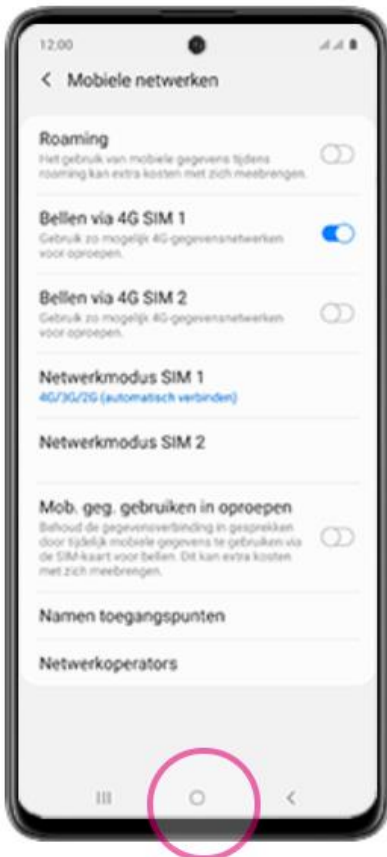 12:00
Mobiele netwerken
Roaming
Het gebruik van mobiele gegevens tijdens
roaming kan extra kosten met zich meebrengen.
Bellen via 4G SIM 1
Gebruik zo mogelijk 4G-gegevensnetwerken
voor oproepen.
Bellen via 4G SIM 2
Gebruik zo mogelijk 4G-gegevensnetwerken
voor oproepen.
Netwerkmodus SIM 1
4G/3G/2G (automatisch verbinden)
Netwerkmodus SIM 2
Mob. geg. gebruiken in oproepen
Behoud de gegevensverbinding in gesprekken
door tijdelijk mobiele gegevens te gebruiken via
de SIM-kaart voor bellen. Dit kan extra kosten
met zich meebrengen.
Namen toegangspunten
Netwerkoperators